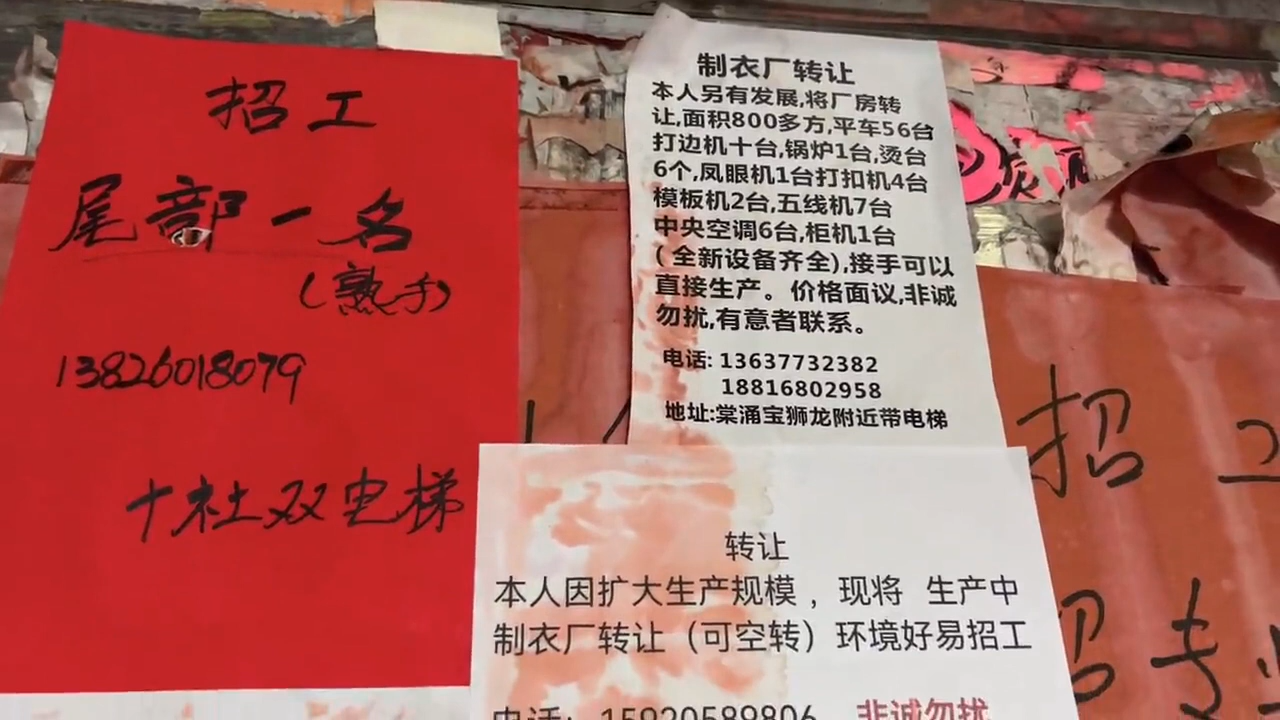 招工
尾部一名
(熟手)
13826018079
十社双电梯
制衣厂转让
本人另有发展,将厂房转
让,面积800多方,平车56台
打边机十台,锅炉1台,烫台
6个,凤眼机1台打扣机4台
模板机2台,五线机7台
中央空调6台,柜机1台
(全新设备齐全),接手可以
直接生产。价格面议,非诚
勿扰,有意者联系。
电话: 13637732382
18816802958
地址:棠涌宝狮龙附近带电梯
转让
本人因扩大生产规模，现将 生产中
制衣厂转让（可空转）环境好易招工
电话: 15920589806 非诚勿扰
招工
招专